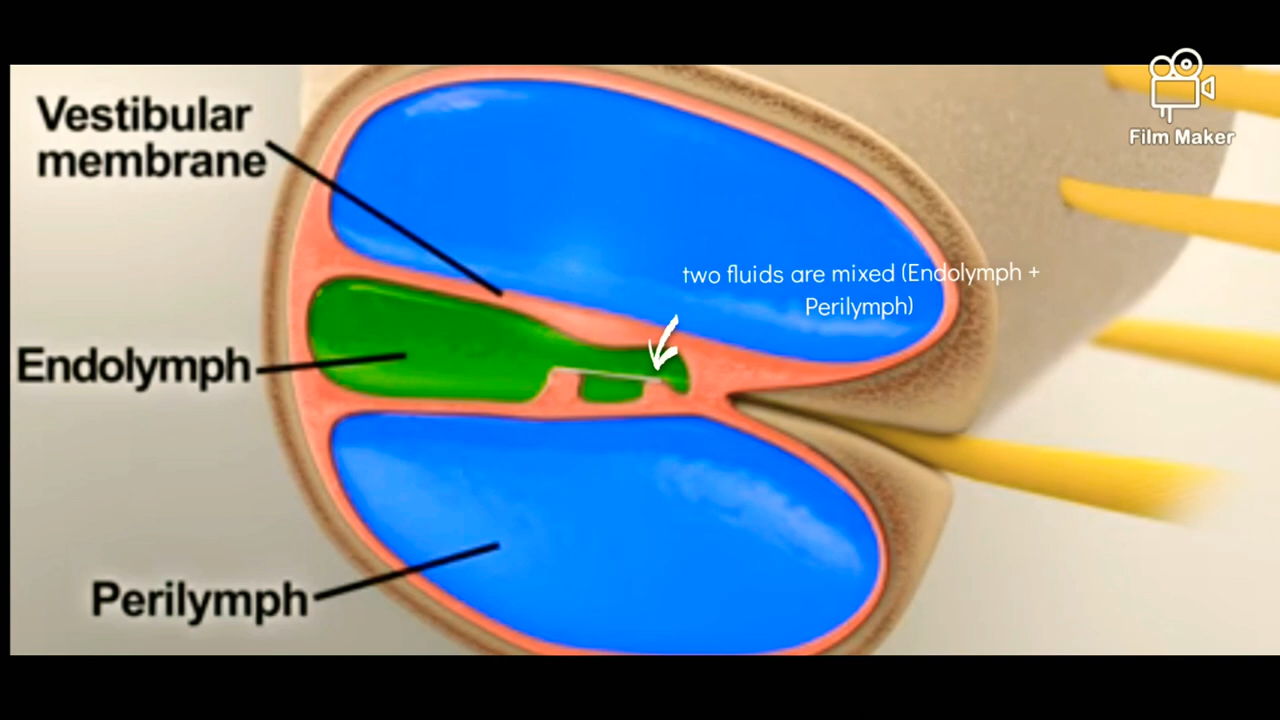 Vestibular
membrane
Film Maker
two fluids are mixed (Endolymph +
Perilymph)
Endolymph
Perilymph